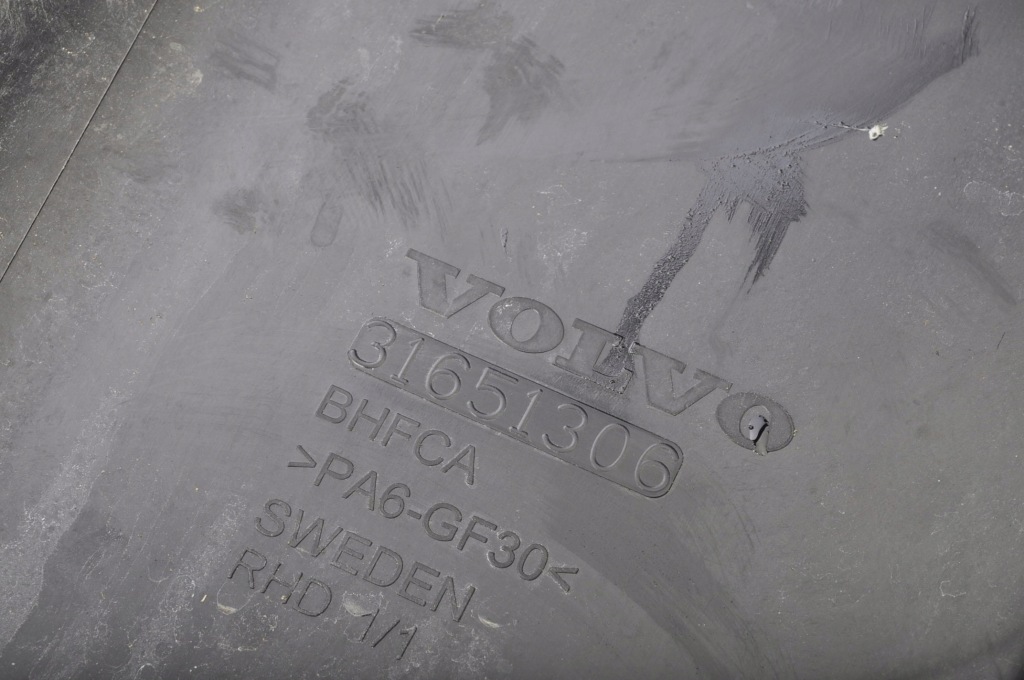 VOLVO
31651306
BHFCA
>PA6-GF30<
SWEDEN
RHD 1/1